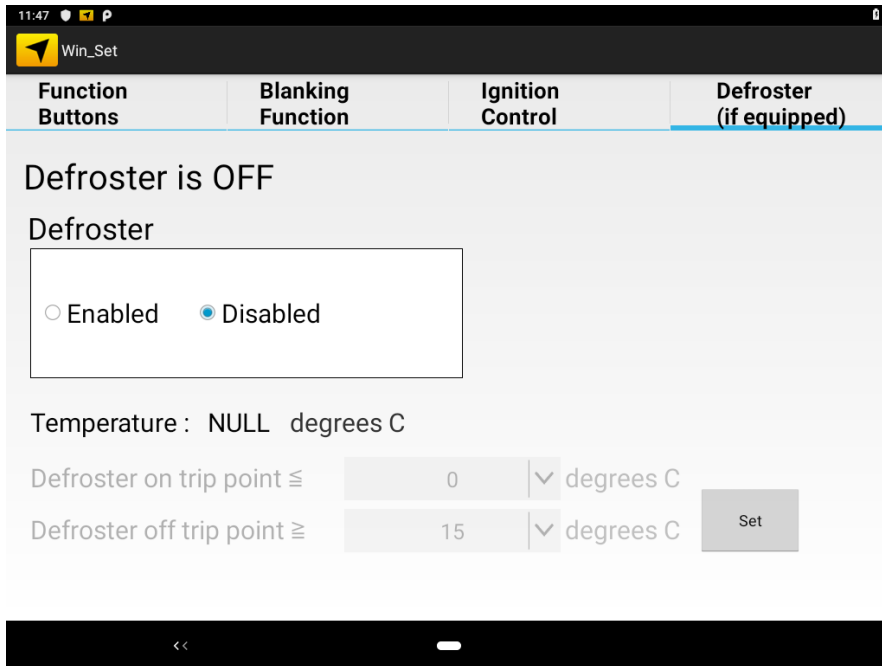 11:47
Win_Set
Function Buttons
Blanking Function
Ignition Control
Defroster (if equipped)
Defroster is OFF
Defroster
Enabled Disabled
Temperature : NULL degrees C
Defroster on trip point ≦ 0 degrees C
Defroster off trip point ≧ 15 degrees C
Set